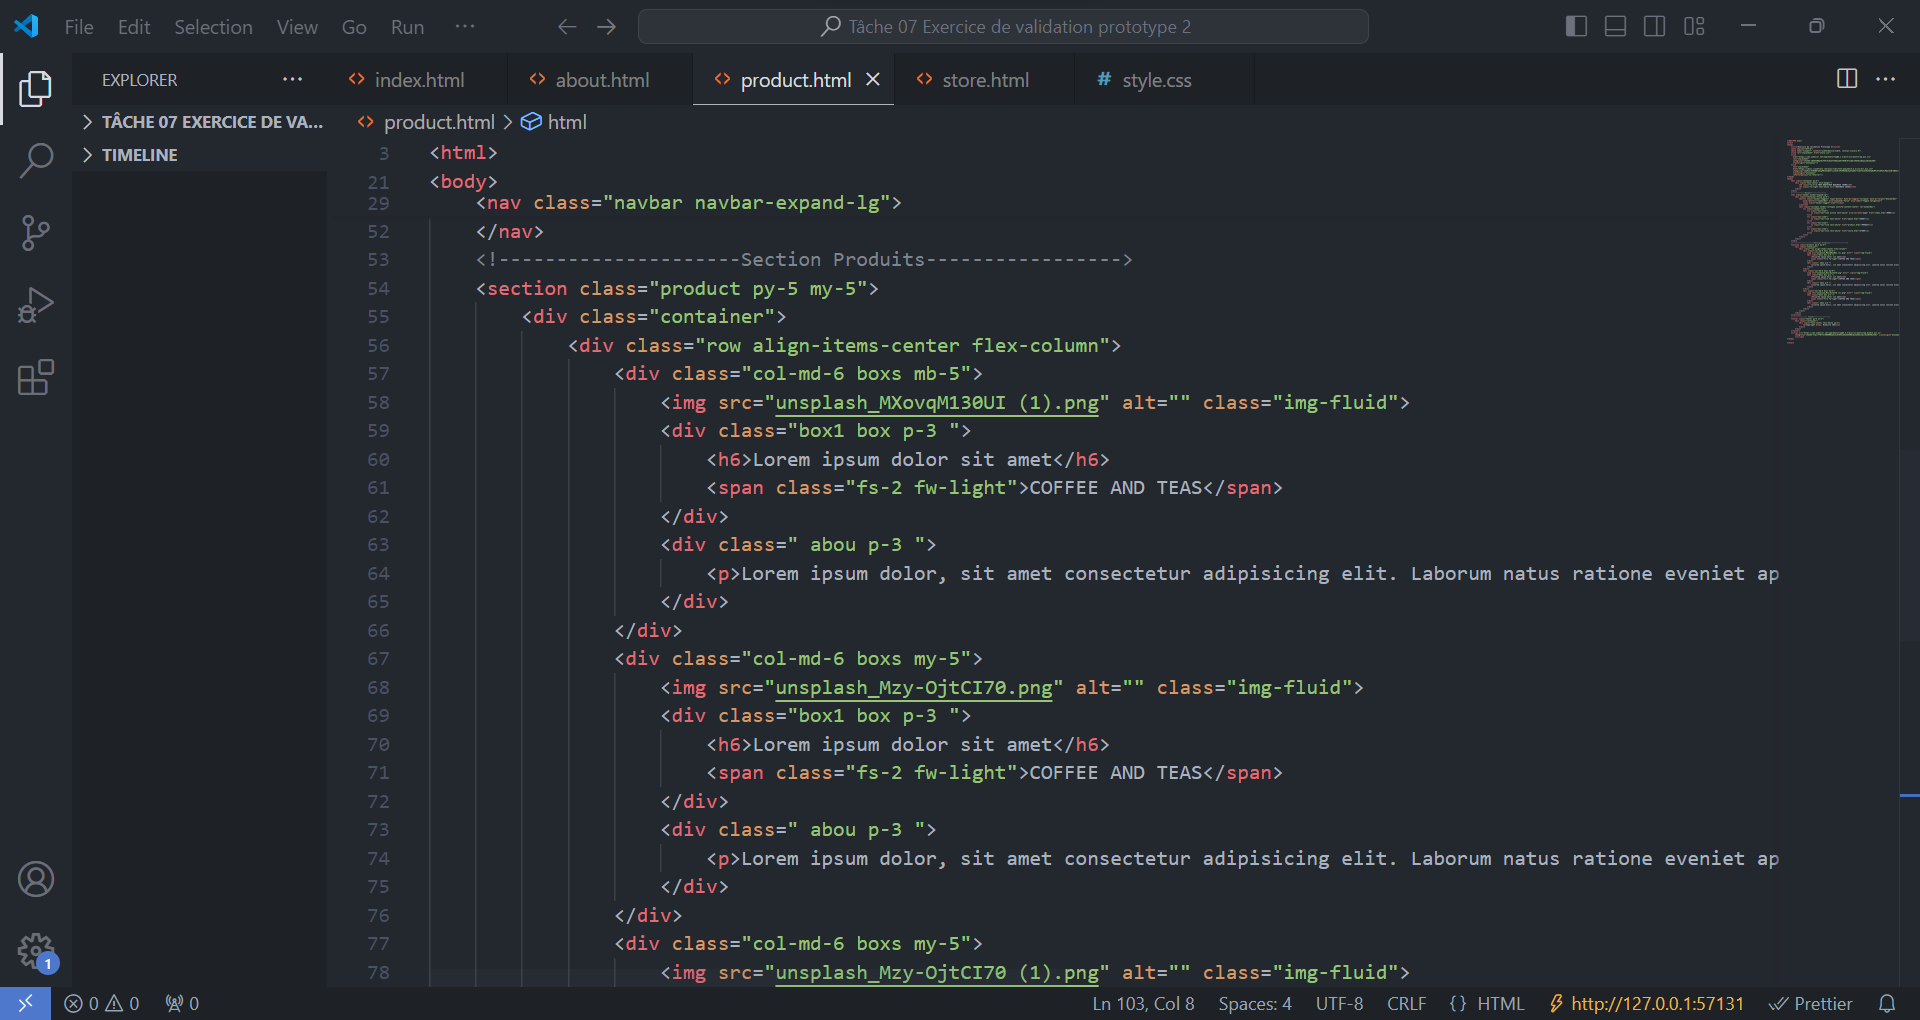 File Edit Selection View Go Run ··· Tâche 07 Exercice de validation prototype 2
EXPLORER ··· index.html about.html product.html store.html # style.css ···
TÂCHE 07 EXERCICE DE VA...
TIMELINE
product.html > html
3 <html>
21 <body>
29 <nav class="navbar navbar-expand-lg">
52 </nav>
53 <!---------------------Section Produits----------------->
54 <section class="product py-5 my-5">
55 <div class="container">
56 <div class="row align-items-center flex-column">
57 <div class="col-md-6 boxs mb-5">
58 <img src="unsplash_MXovqM130UI (1).png" alt="" class="img-fluid">
59 <div class="box1 box p-3 ">
60 <h6>Lorem ipsum dolor sit amet</h6>
61 <span class="fs-2 fw-light">COFFEE AND TEAS</span>
62 </div>
63 <div class=" abou p-3 ">
64 <p>Lorem ipsum dolor, sit amet consectetur adipisicing elit. Laborum natus ratione eveniet ap
65 </div>
66 </div>
67 <div class="col-md-6 boxs my-5">
68 <img src="unsplash_Mzy-OjtCI70.png" alt="" class="img-fluid">
69 <div class="box1 box p-3 ">
70 <h6>Lorem ipsum dolor sit amet</h6>
71 <span class="fs-2 fw-light">COFFEE AND TEAS</span>
72 </div>
73 <div class=" abou p-3 ">
74 <p>Lorem ipsum dolor, sit amet consectetur adipisicing elit. Laborum natus ratione eveniet ap
75 </div>
76 </div>
77 <div class="col-md-6 boxs my-5">
78 <img src="unsplash_Mzy-OjtCI70 (1).png" alt="" class="img-fluid">
1
0 0 0 Ln 103, Col 8 Spaces: 4 UTF-8 CRLF {} HTML http://127.0.0.1:57131 Prettier